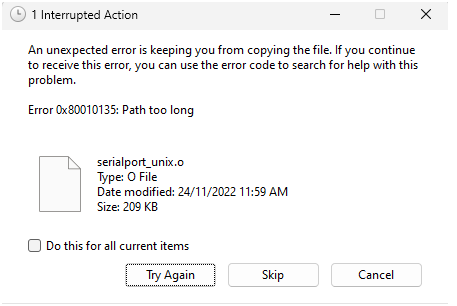 1 Interrupted Action
An unexpected error is keeping you from copying the file. If you continue
to receive this error, you can use the error code to search for help with this
problem.
Error 0x80010135: Path too long
serialport_unix.o
Type: O File
Date modified: 24/11/2022 11:59 AM
Size: 209 KB
Do this for all current items
Try Again
Skip
Cancel